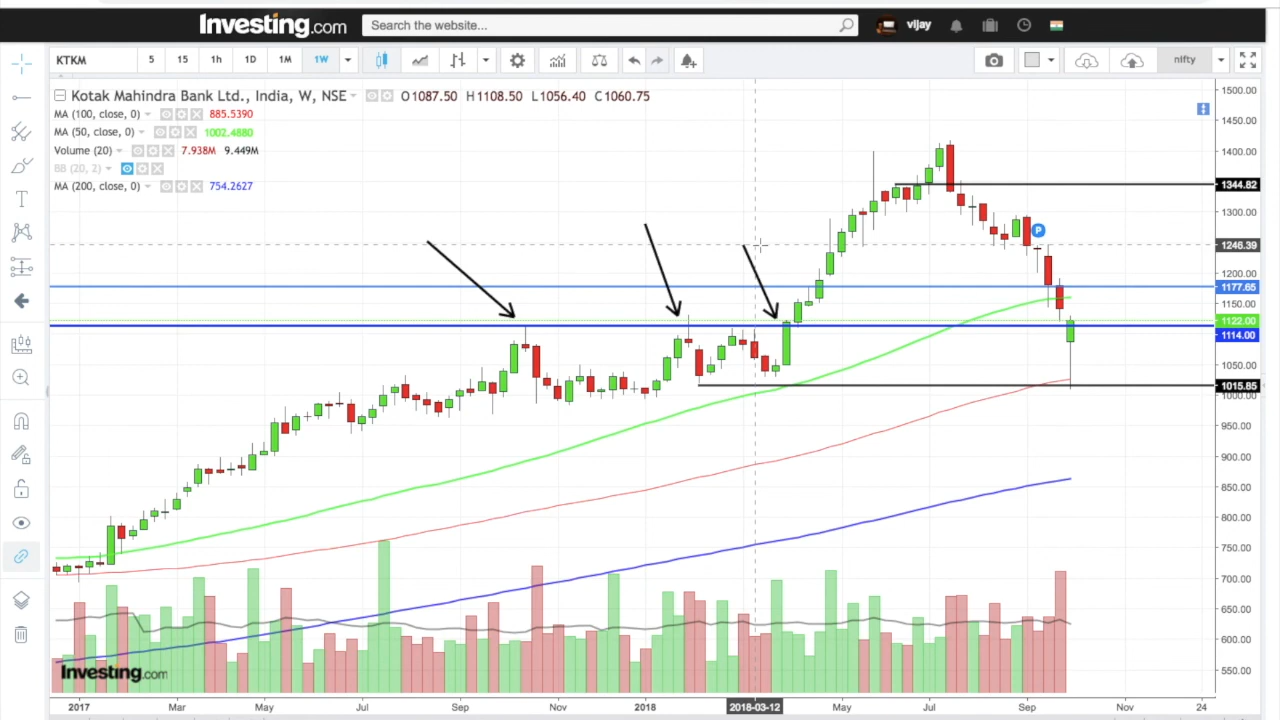 Investing.com
Search the website...
vijay
KTKM 5 15 1h 1D 1M 1W nifty
Kotak Mahindra Bank Ltd., India, W, NSE O1087.50 H1108.50 L1056.40 C1060.75
MA (100, close, 0) 885.5390
MA (50, close, 0) 1002.4880
Volume (20) 7.938M 9.449M
BB (20, 2)
MA (200, close, 0) 754.2627
1500.00
1450.00
1400.00
1344.82
1300.00
P
1246.39
1200.00
1177.65
1150.00
1122.00
1114.00
1050.00
1015.85
1000.00
950.00
900.00
850.00
800.00
750.00
700.00
650.00
600.00
550.00
Investing.com
2017 Mar May Jul Sep Nov 2018 2018-03-12 May Jul Sep Nov 24